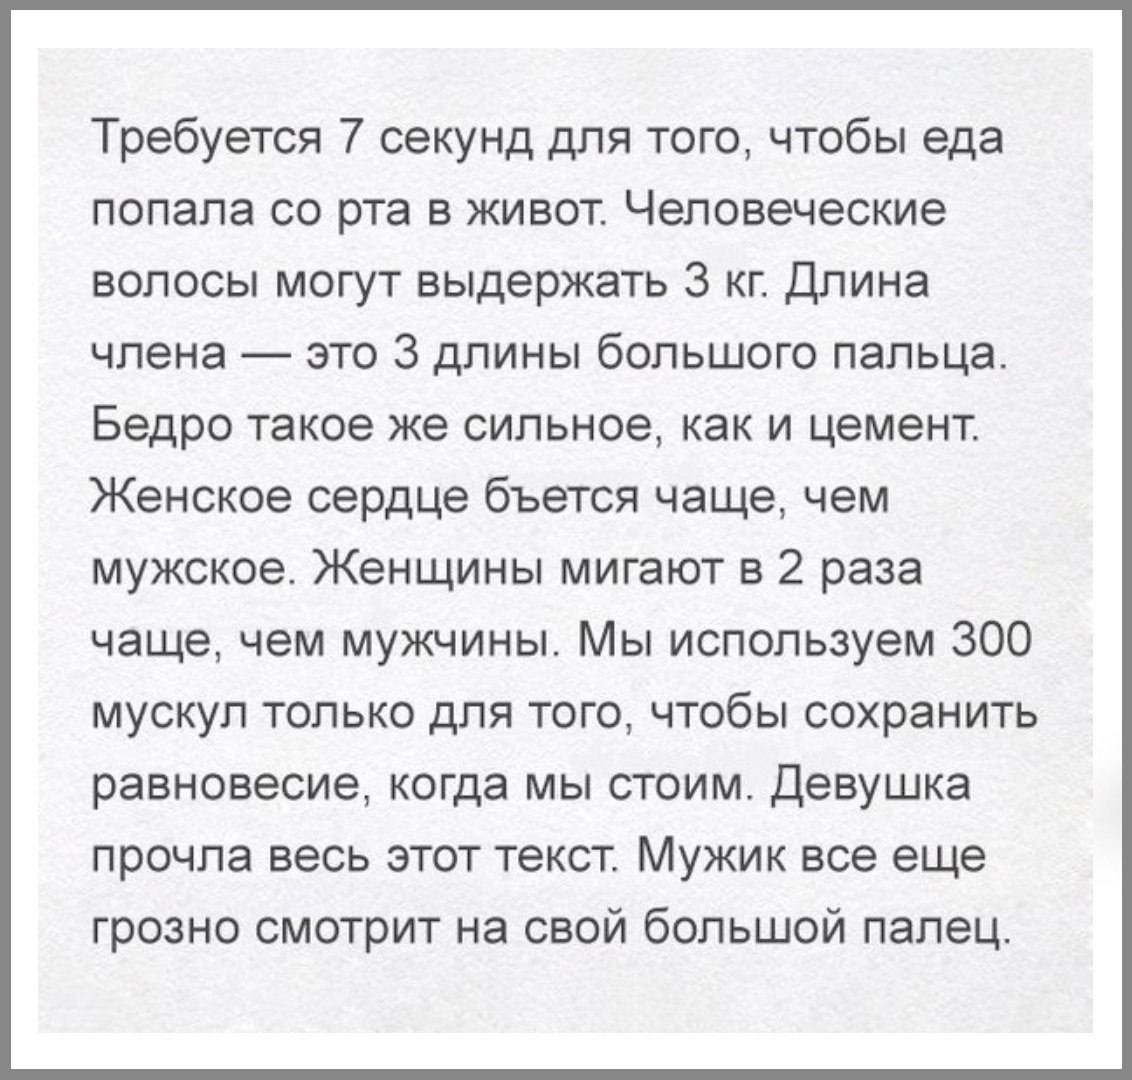 Требуется 7 секунд для того, чтобы еда
попала со рта в живот. Человеческие
волосы могут выдержать 3 кг. Длина
члена — это 3 длины большого пальца.
Бедро такое же сильное, как и цемент.
Женское сердце бъется чаще, чем
мужское. Женщины мигают в 2 раза
чаще, чем мужчины. Мы используем 300
мускул только для того, чтобы сохранить
равновесие, когда мы стоим. Девушка
прочла весь этот текст. Мужик все еще
грозно смотрит на свой большой палец.